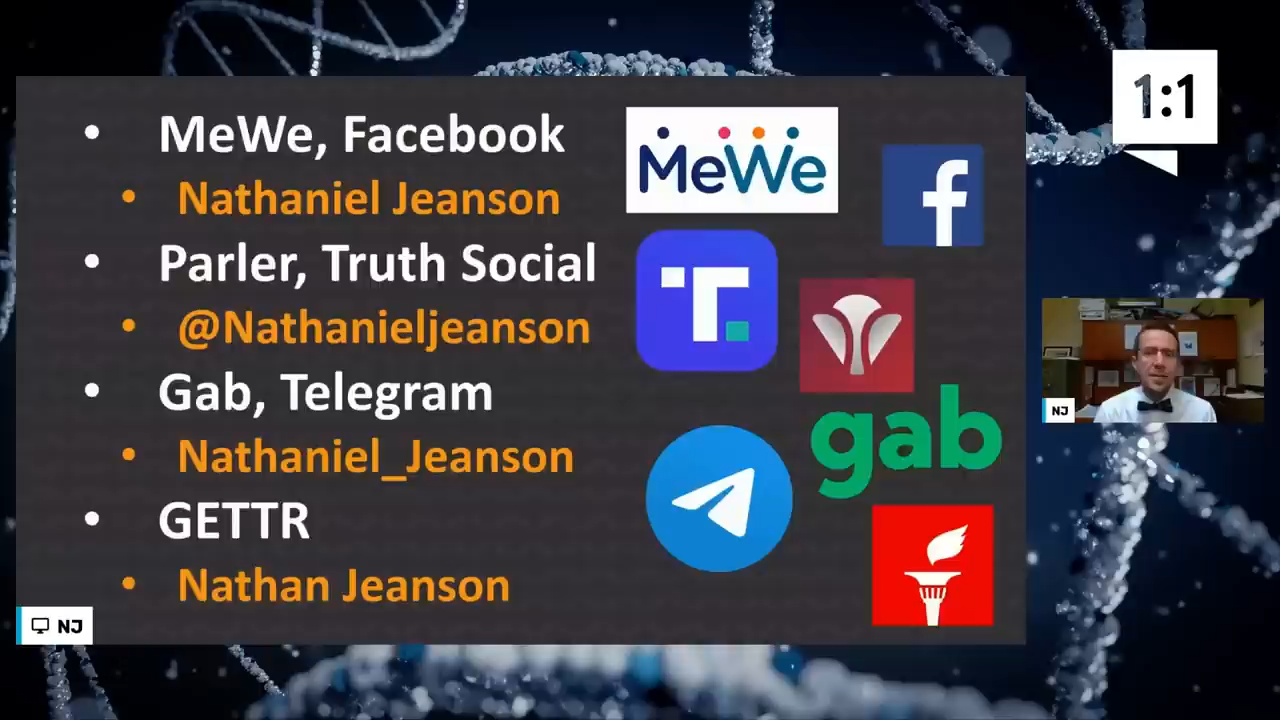 MeWe, Facebook
Nathaniel Jeanson
Parler, Truth Social
@Nathanieljeanson
Gab, Telegram
Nathaniel_Jeanson
GETTR
Nathan Jeanson
MeWe
f
T.
gab
NJ
1:1
NJ